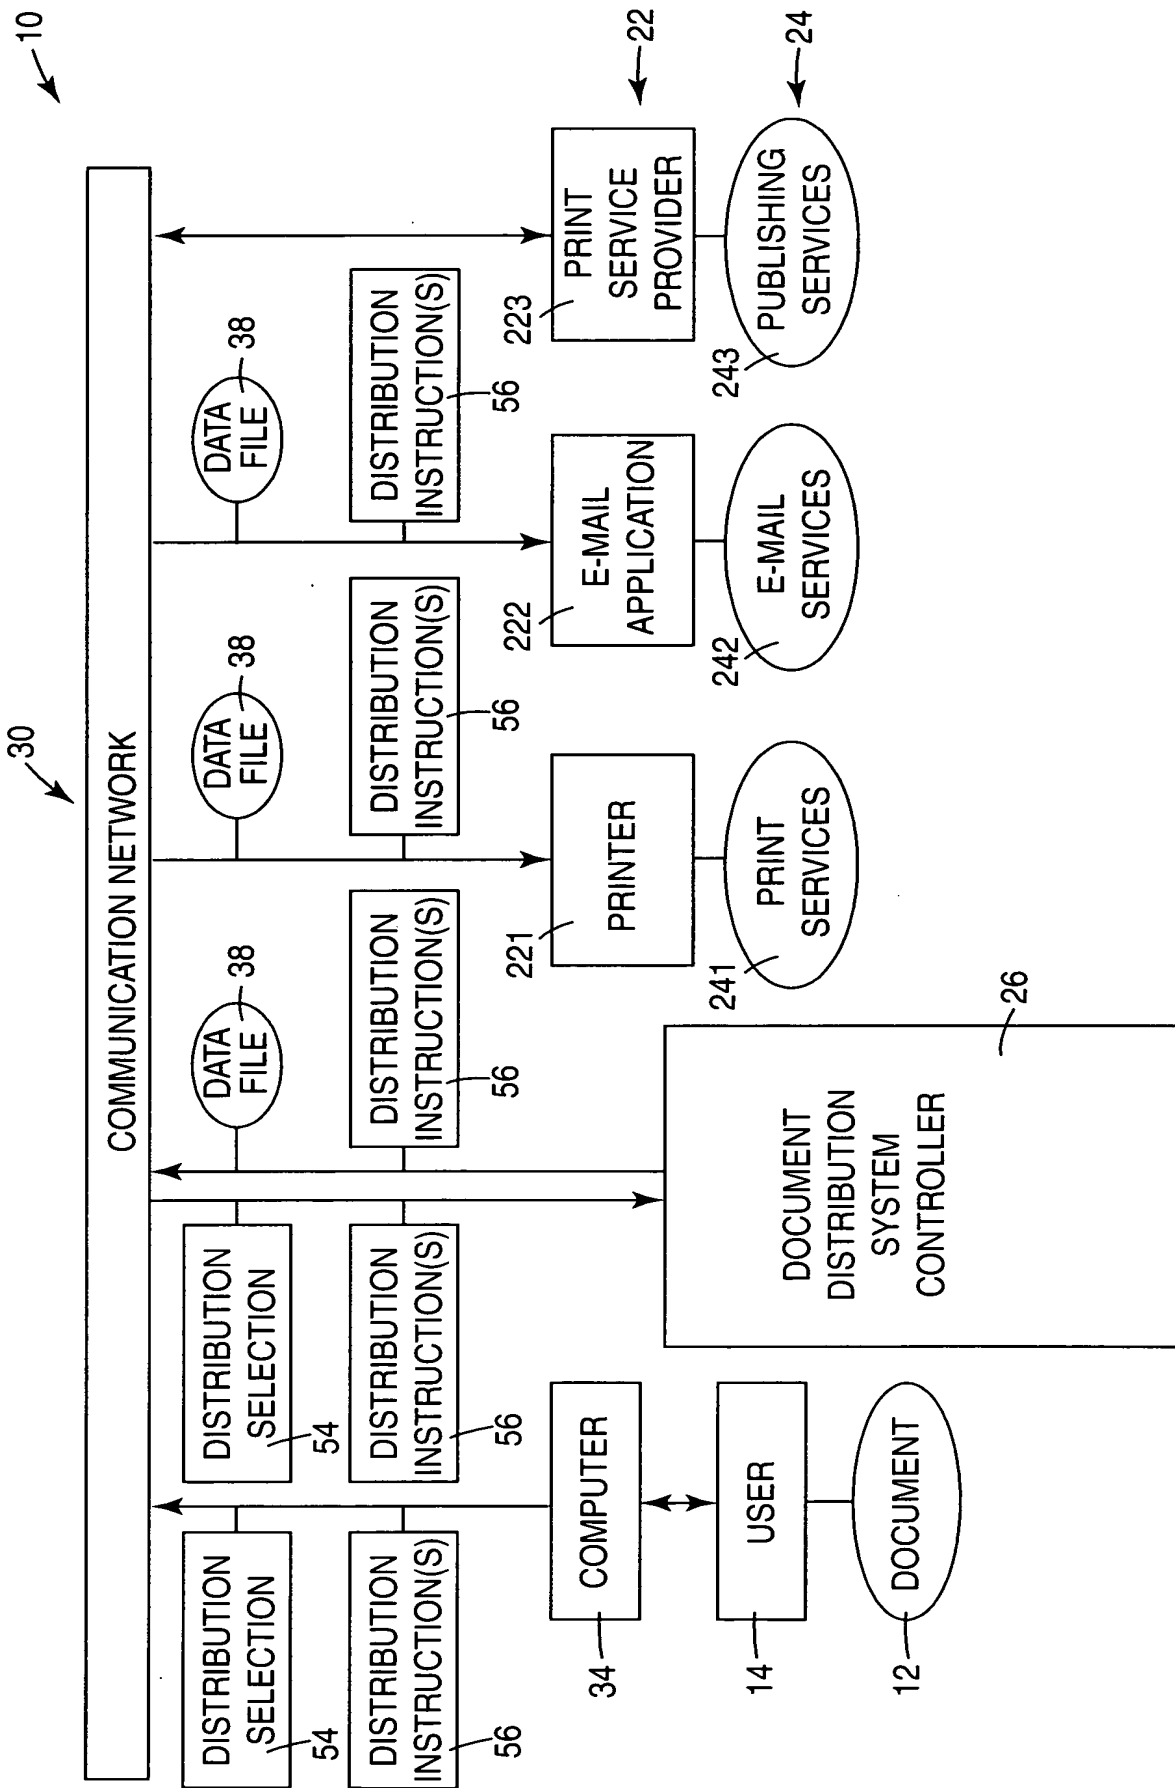 10
30
COMMUNICATION NETWORK
DISTRIBUTION
SELECTION
54
DISTRIBUTION
SELECTION
54
DATA
FILE
38
DATA
FILE
38
DATA
FILE
38
DISTRIBUTION
INSTRUCTION(S)
56
DISTRIBUTION
INSTRUCTION(S)
56
DISTRIBUTION
INSTRUCTION(S)
56
DISTRIBUTION
INSTRUCTION(S)
56
DISTRIBUTION
INSTRUCTION(S)
56
COMPUTER
34
USER
14
DOCUMENT
12
DOCUMENT
DISTRIBUTION
SYSTEM
CONTROLLER
26
PRINTER
221
E-MAIL
APPLICATION
222
PRINT
SERVICE
PROVIDER
223
22
PRINT
SERVICES
241
E-MAIL
SERVICES
242
PUBLISHING
SERVICES
243
24